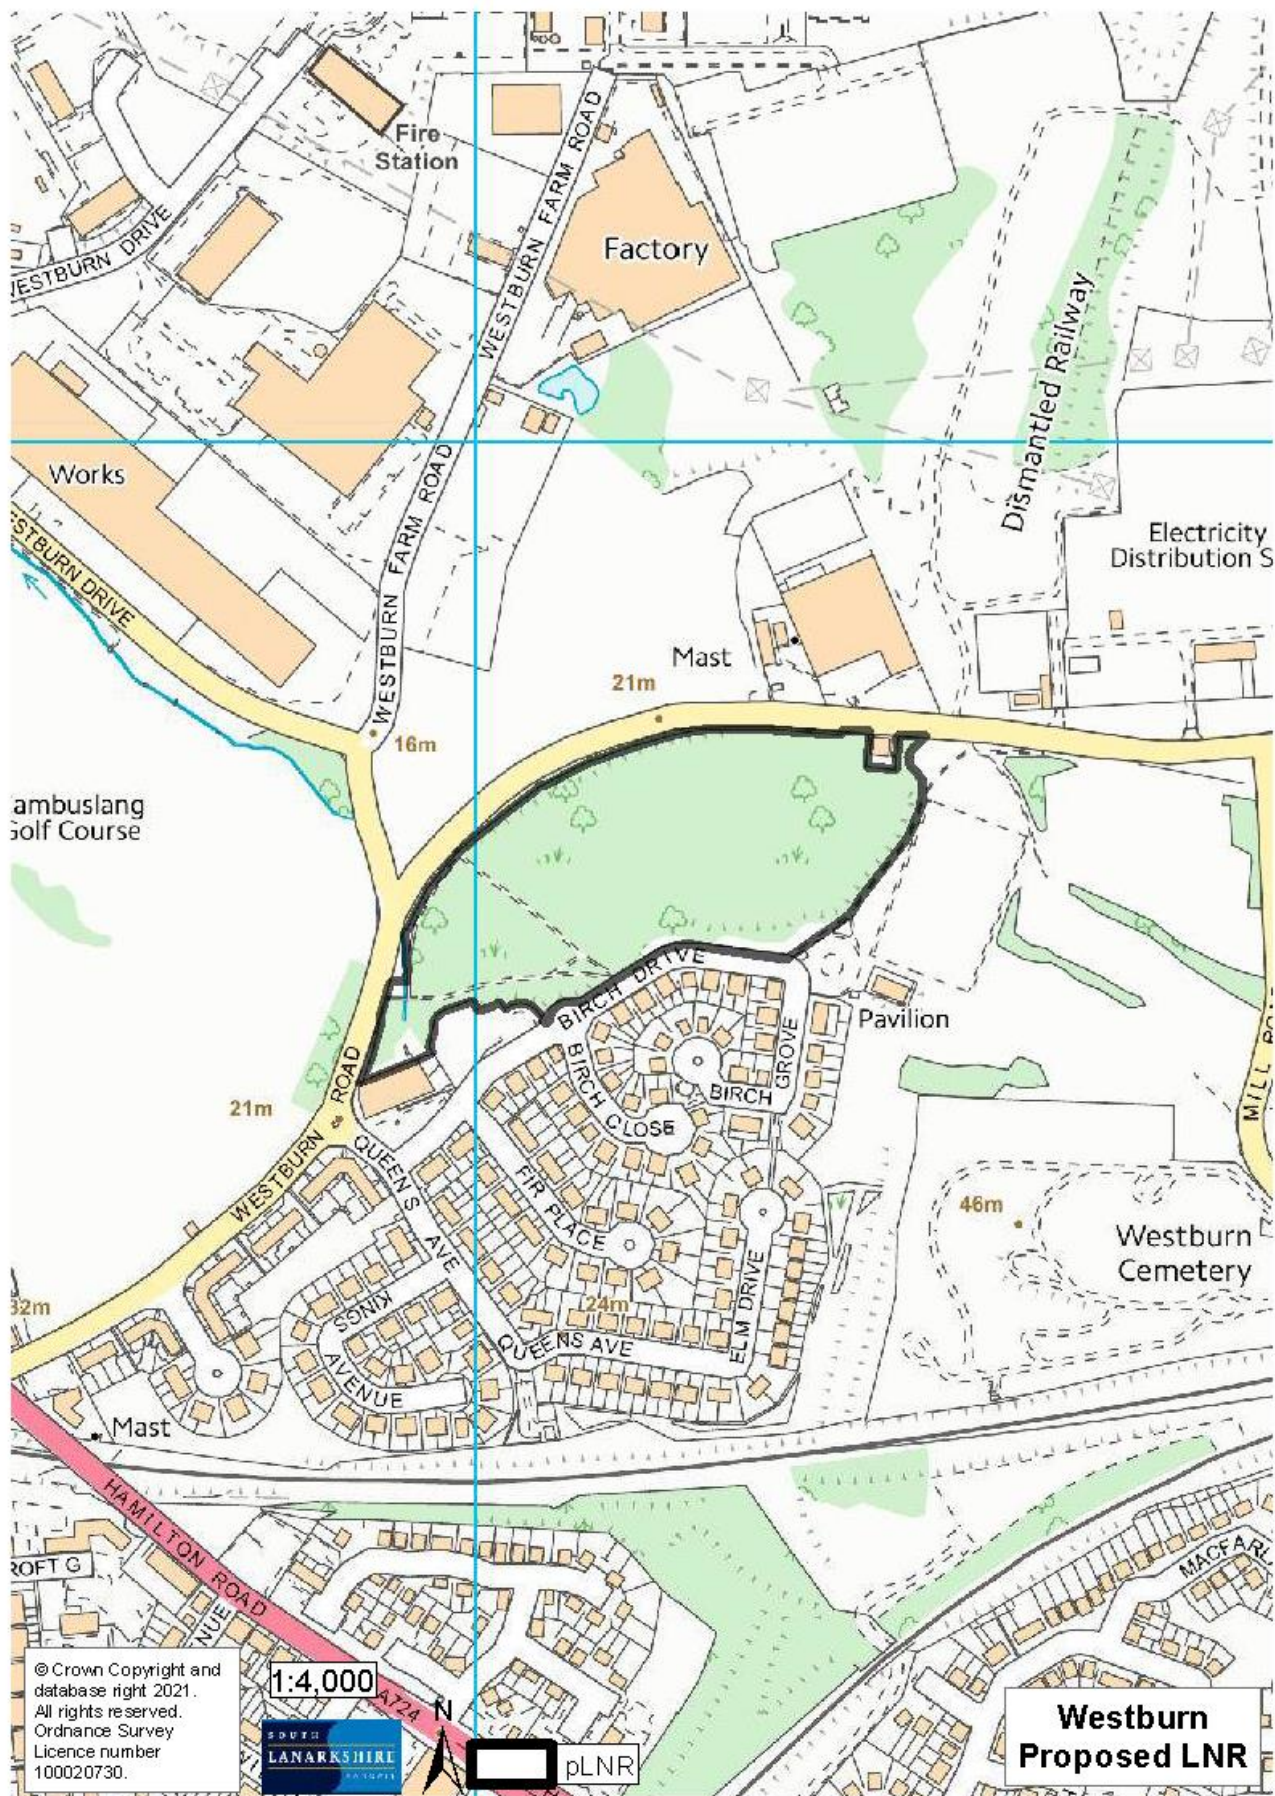 Fire
Station
WESTBURN FARM ROAD
WESTBURN DRIVE
Factory
Dismantled Railway
Works
WESTBURN FARM ROAD
Electricity
Distribution S
ESTBURN DRIVE
Mast
21m
16m
ambuslang
Golf Course
BIRCH DRIVE
Pavilion
BIRCH GROVE
BIRCH CLOSE
MILL ROAD
21m
WESTBURN ROAD
QUEENS AVE
FIR PLACE
46m
Westburn
Cemetery
ELM DRIVE
24m
32m
KINGS
AVENUE
QUEENS AVE
Mast
HAMILTON ROAD
ROFT G
NUE
MACFARL
A724
© Crown Copyright and
database right 2021.
All rights reserved.
Ordnance Survey
Licence number
100020730.
1:4,000
SOUTH
LANARKSHIRE
COUNCIL
N
pLNR
Westburn
Proposed LNR